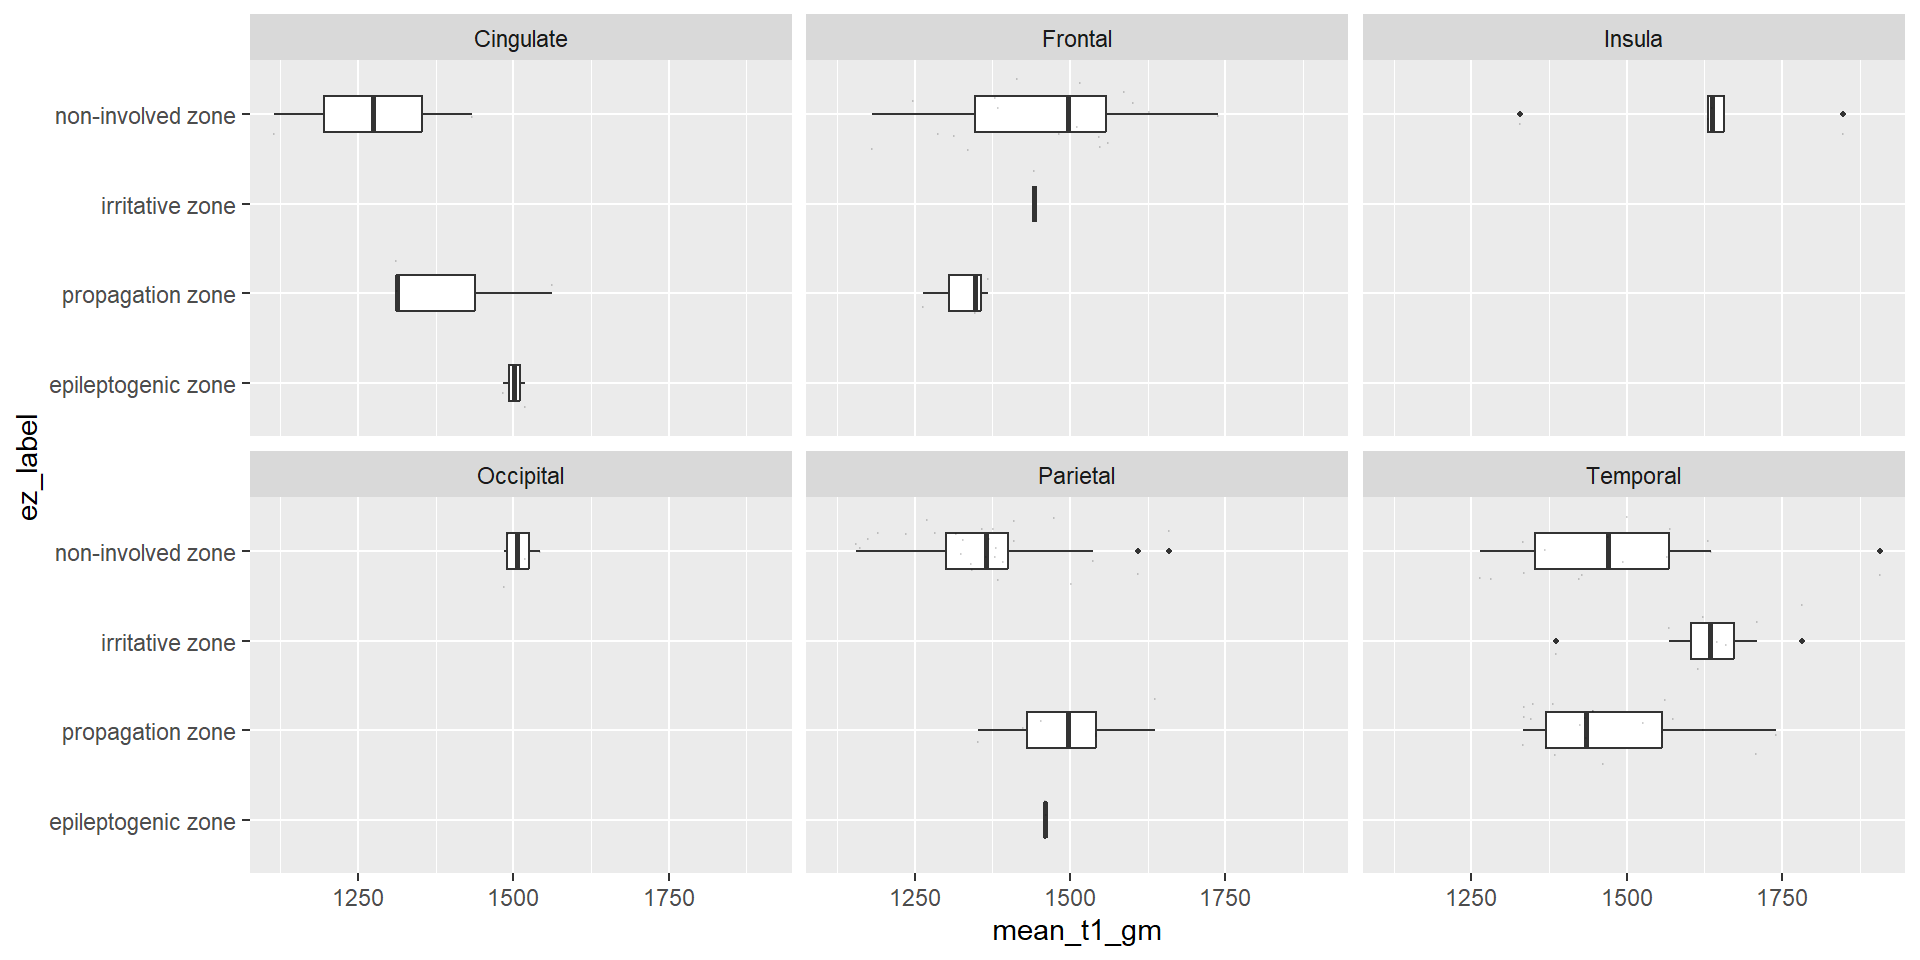 Cingulate
Frontal
Insula
non-involved zone
irritative zone
propagation zone
epileptogenic zone
ez_label
Occipital
Parietal
Temporal
non-involved zone
irritative zone
propagation zone
epileptogenic zone
1250 1500 1750
1250 1500 1750
1250 1500 1750
mean_t1_gm